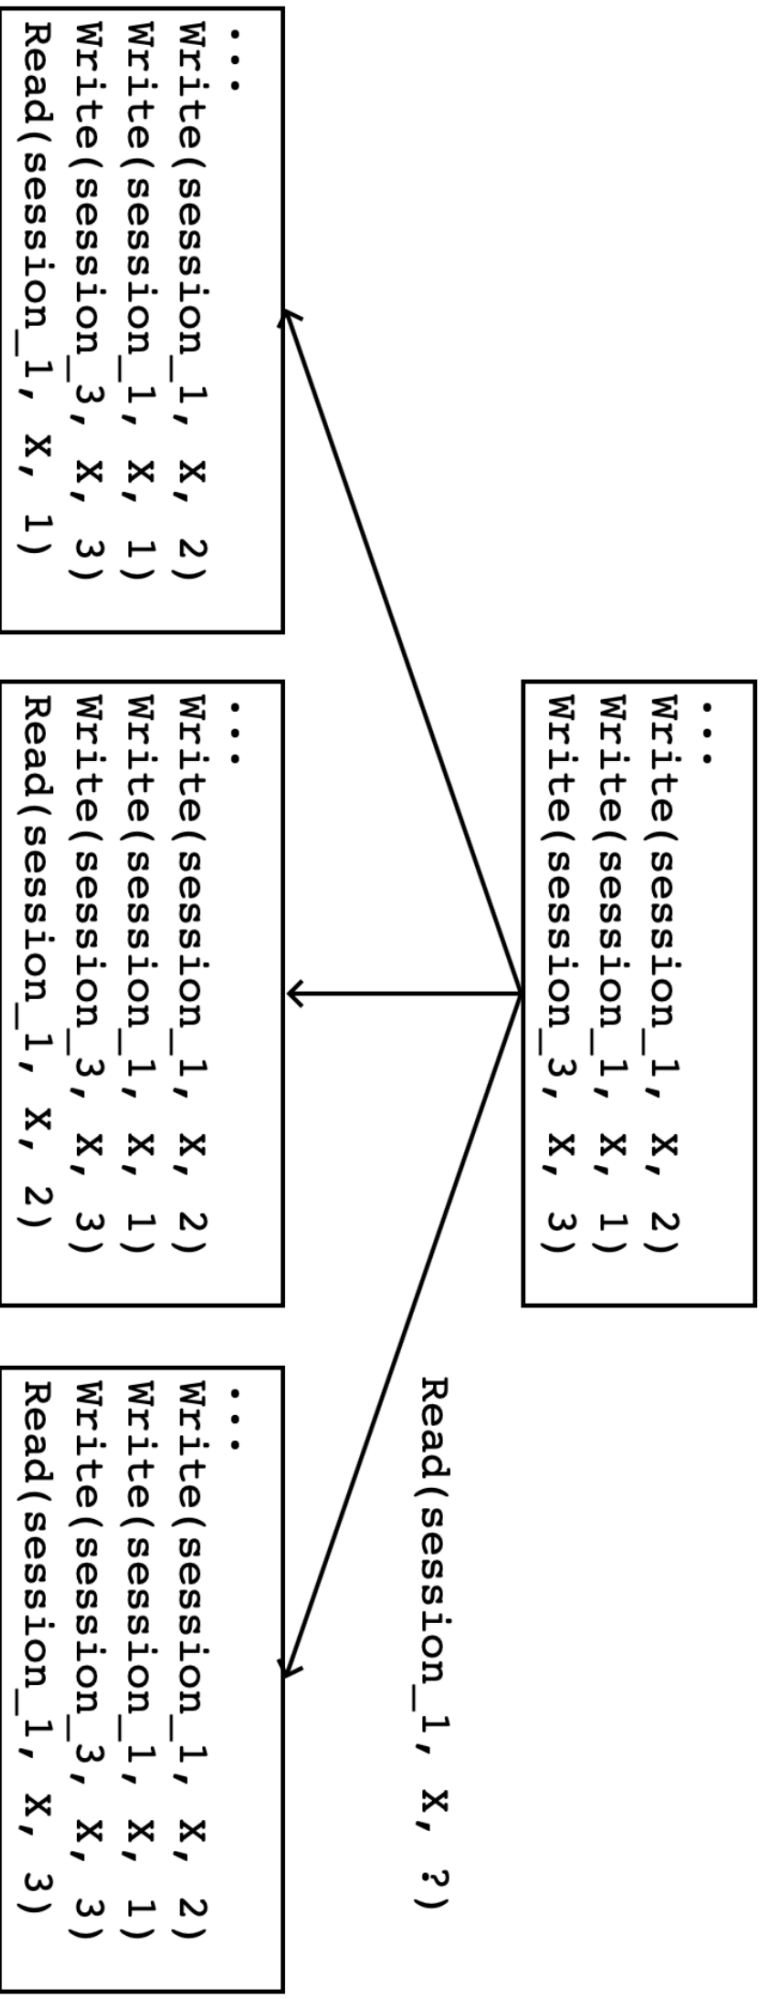 ...
Write(session_1, x, 2)
Write(session_1, x, 1)
Write(session_3, x, 3)
Read(session_1, x, ?)
...
Write(session_1, x, 2)
Write(session_1, x, 1)
Write(session_3, x, 3)
Read(session_1, x, 1)
...
Write(session_1, x, 2)
Write(session_1, x, 1)
Write(session_3, x, 3)
Read(session_1, x, 2)
...
Write(session_1, x, 2)
Write(session_1, x, 1)
Write(session_3, x, 3)
Read(session_1, x, 3)